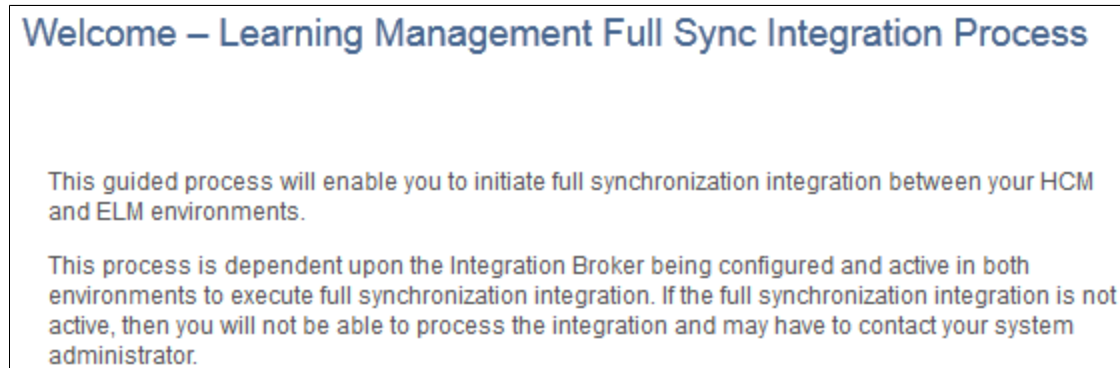 Welcome – Learning Management Full Sync Integration Process
This guided process will enable you to initiate full synchronization integration between your HCM
and ELM environments.
This process is dependent upon the Integration Broker being configured and active in both
environments to execute full synchronization integration. If the full synchronization integration is not
active, then you will not be able to process the integration and may have to contact your system
administrator.